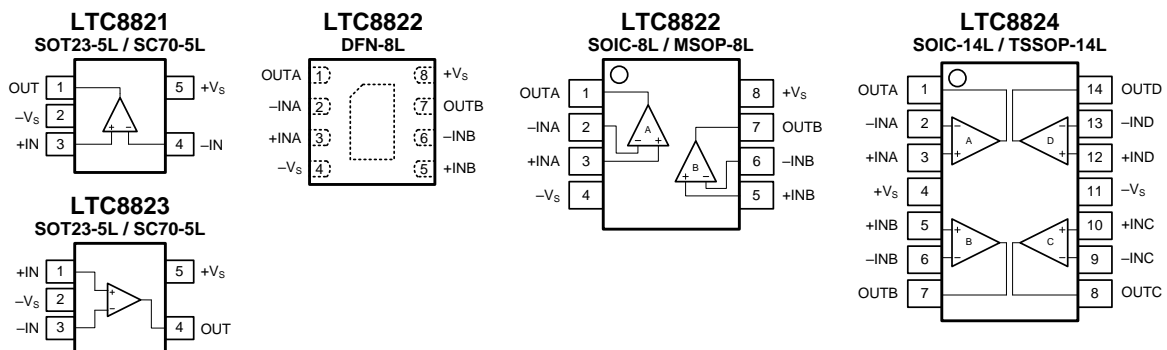 LTC8821
SOT23-5L / SC70-5L
OUT 1 5 +VS
–VS 2
+IN 3 4 –IN
+ –
LTC8823
SOT23-5L / SC70-5L
+IN 1 5 +VS
–VS 2
–IN 3 4 OUT
+
–
LTC8822
DFN-8L
OUTA 1 8 +VS
–INA 2 7 OUTB
+INA 3 6 –INB
–VS 4 5 +INB
LTC8822
SOIC-8L / MSOP-8L
OUTA 1 8 +VS
–INA 2 A 7 OUTB
– +
+INA 3 B 6 –INB
+ –
–VS 4 5 +INB
LTC8824
SOIC-14L / TSSOP-14L
OUTA 1 14 OUTD
–INA 2 – – 13 –IND
A D
+INA 3 + + 12 +IND
+VS 4 11 –VS
+INB 5 + + 10 +INC
B C
–INB 6 – – 9 –INC
OUTB 7 8 OUTC